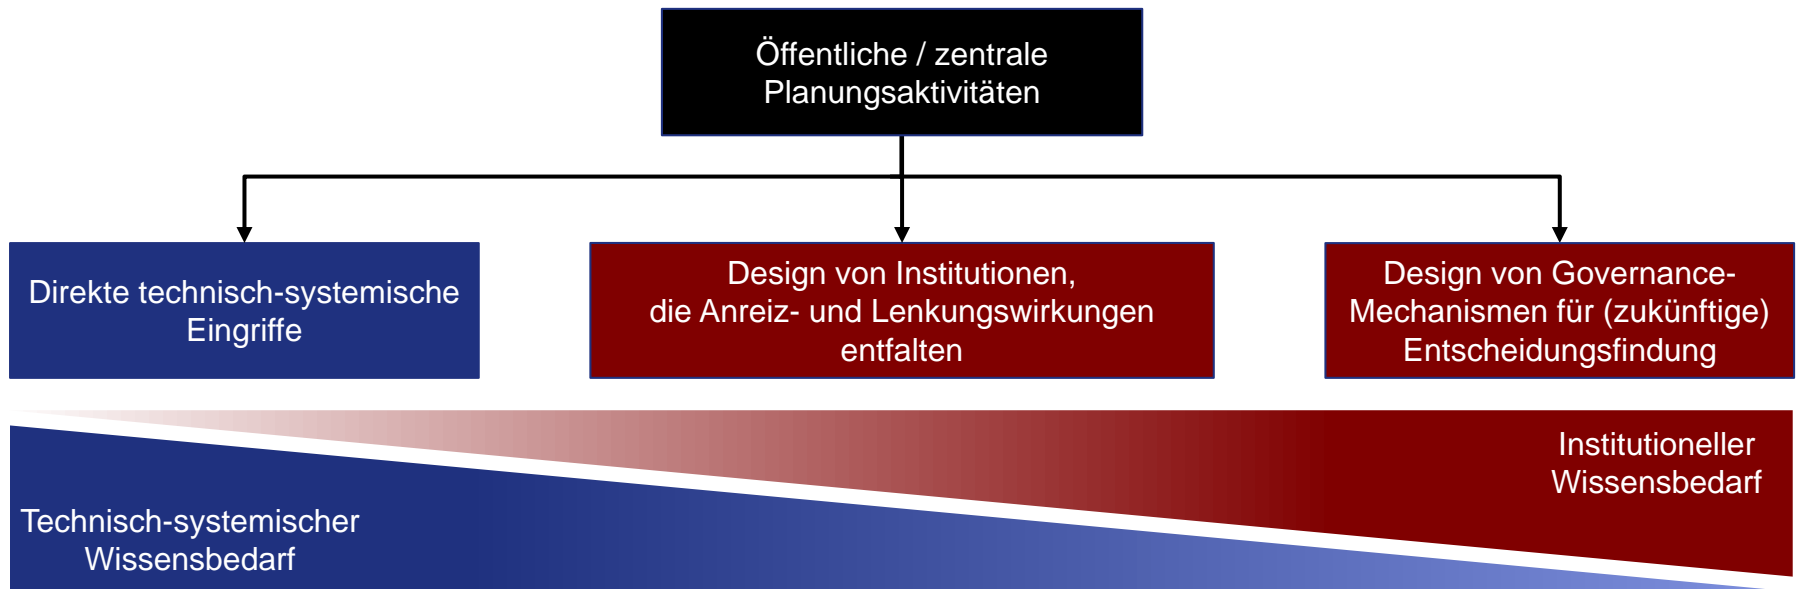 Öffentliche / zentrale
Planungsaktivitäten
Direkte technisch-systemische
Eingriffe
Design von Institutionen,
die Anreiz- und Lenkungswirkungen
entfalten
Design von Governance-
Mechanismen für (zukünftige)
Entscheidungsfindung
Institutioneller
Wissensbedarf
Technisch-systemischer
Wissensbedarf